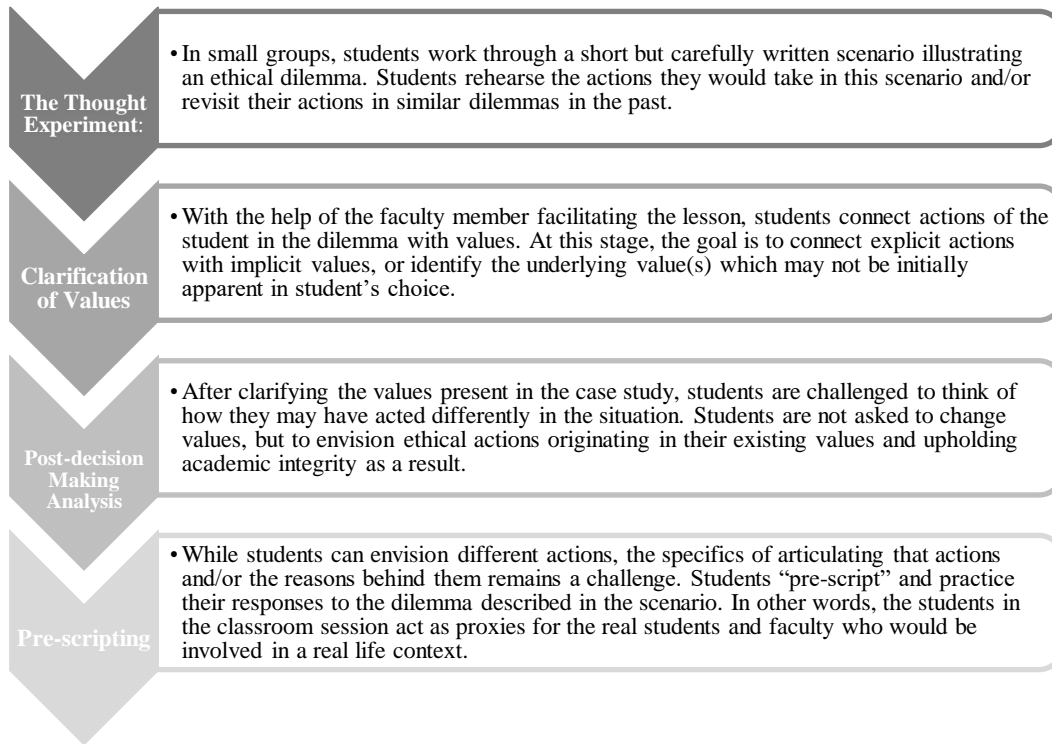 The Thought
Experiment:
• In small groups, students work through a short but carefully written scenario illustrating
an ethical dilemma. Students rehearse the actions they would take in this scenario and/or
revisit their actions in similar dilemmas in the past.
Clarification
of Values
• With the help of the faculty member facilitating the lesson, students connect actions of the
student in the dilemma with values. At this stage, the goal is to connect explicit actions
with implicit values, or identify the underlying value(s) which may not be initially
apparent in student’s choice.
Post-decision
Making
Analysis
• After clarifying the values present in the case study, students are challenged to think of
how they may have acted differently in the situation. Students are not asked to change
values, but to envision ethical actions originating in their existing values and upholding
academic integrity as a result.
Pre-scripting
• While students can envision different actions, the specifics of articulating that actions
and/or the reasons behind them remains a challenge. Students “pre-script” and practice
their responses to the dilemma described in the scenario. In other words, the students in
the classroom session act as proxies for the real students and faculty who would be
involved in a real life context.